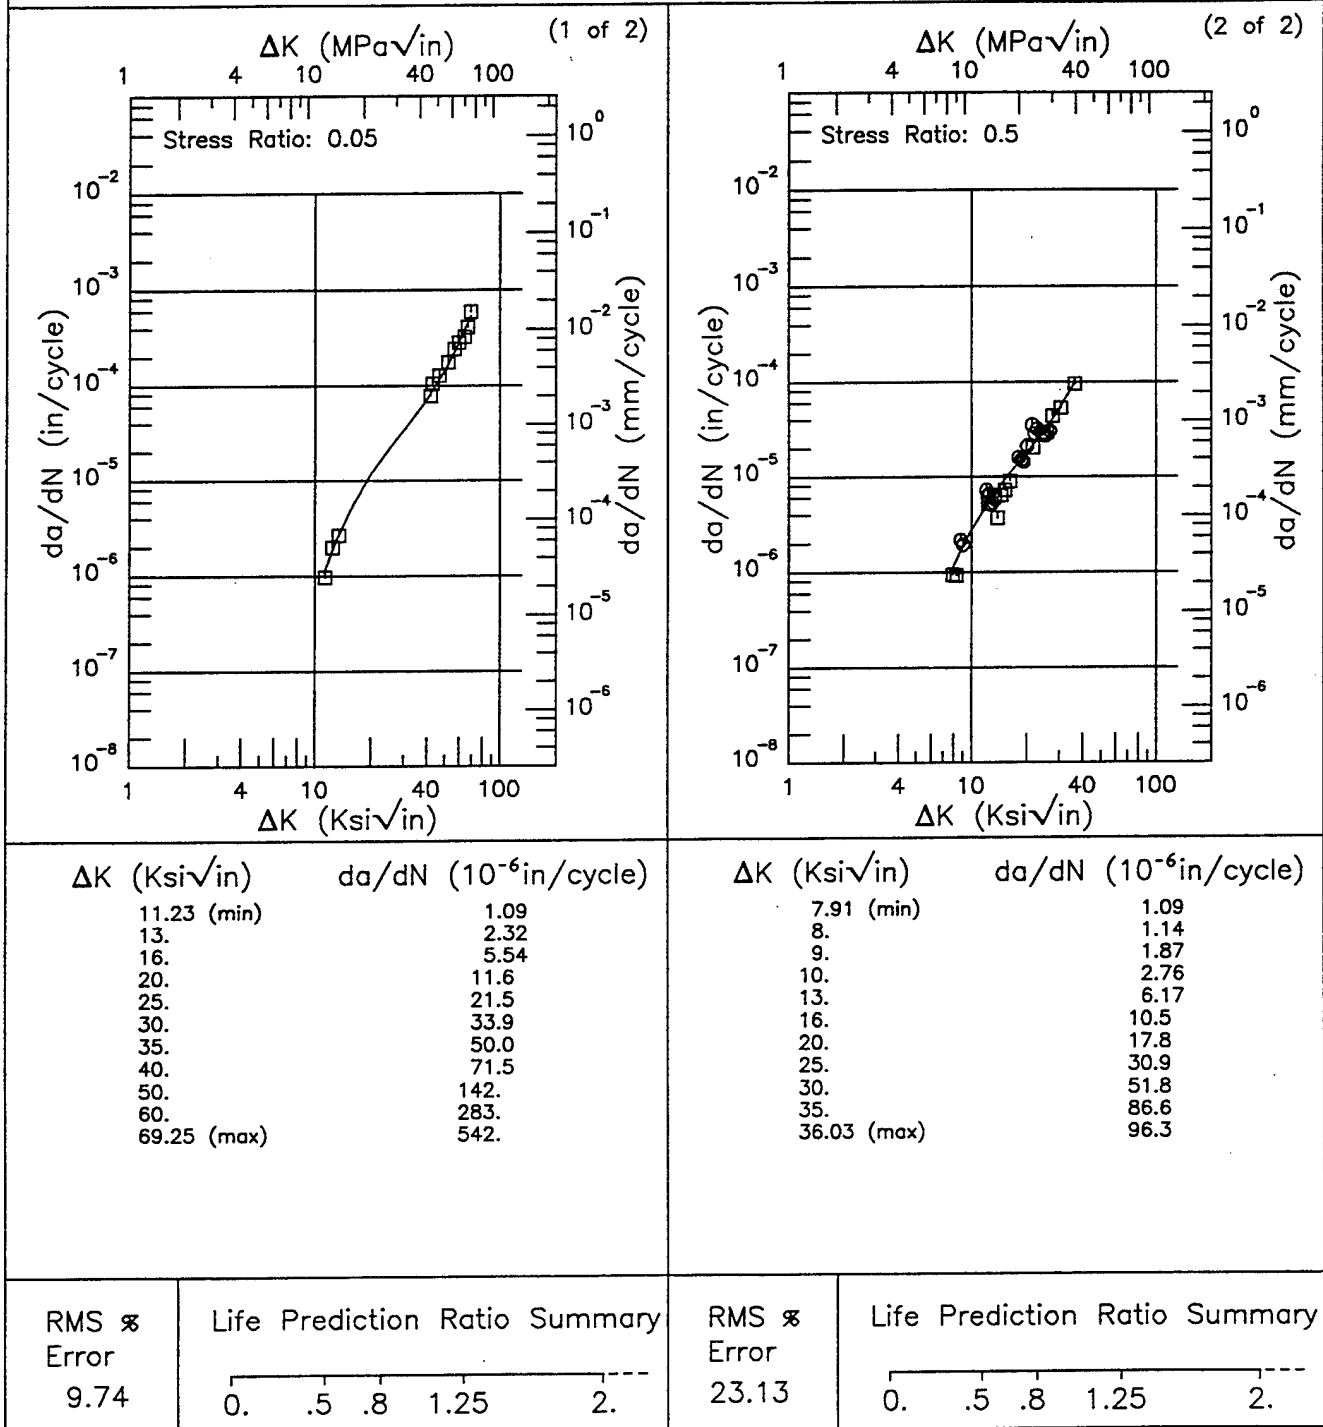 (1 of 2)
ΔK (MPa√in)
1 4 10 40 100
Stress Ratio: 0.05
10⁰
10⁻¹
10⁻²
10⁻³
10⁻⁴
10⁻⁵
10⁻⁶
da/dN (mm/cycle)
10⁻²
10⁻³
10⁻⁴
10⁻⁵
10⁻⁶
10⁻⁷
10⁻⁸
da/dN (in/cycle)
1 4 10 40 100
ΔK (Ksi√in)
ΔK (Ksi√in) da/dN (10⁻⁶in/cycle)
11.23 (min) 1.09
13. 2.32
16. 5.54
20. 11.6
25. 21.5
30. 33.9
35. 50.0
40. 71.5
50. 142.
60. 283.
69.25 (max) 542.
RMS %
Error
9.74
Life Prediction Ratio Summary
0. .5 .8 1.25 2.
(2 of 2)
ΔK (MPa√in)
1 4 10 40 100
Stress Ratio: 0.5
10⁰
10⁻¹
10⁻²
10⁻³
10⁻⁴
10⁻⁵
10⁻⁶
da/dN (mm/cycle)
10⁻²
10⁻³
10⁻⁴
10⁻⁵
10⁻⁶
10⁻⁷
10⁻⁸
da/dN (in/cycle)
1 4 10 40 100
ΔK (Ksi√in)
ΔK (Ksi√in) da/dN (10⁻⁶in/cycle)
7.91 (min) 1.09
8. 1.14
9. 1.87
10. 2.76
13. 6.17
16. 10.5
20. 17.8
25. 30.9
30. 51.8
35. 86.6
36.03 (max) 96.3
RMS %
Error
23.13
Life Prediction Ratio Summary
0. .5 .8 1.25 2.